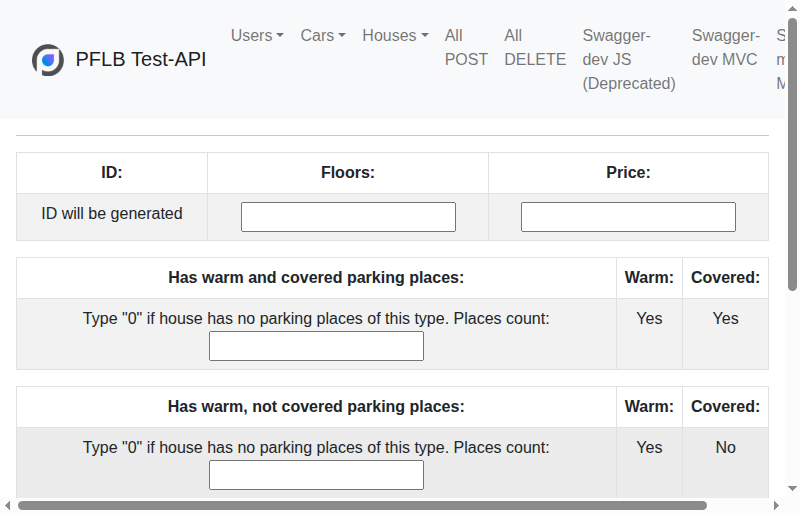 PFLB Test-API
Users
Cars
Houses
All POST
All DELETE
Swagger-dev JS (Deprecated)
Swagger-dev MVC
ID:
Floors:
Price:
ID will be generated
Has warm and covered parking places:
Warm:
Covered:
Type "0" if house has no parking places of this type. Places count:
Yes
Yes
Has warm, not covered parking places:
Warm:
Covered:
Type "0" if house has no parking places of this type. Places count:
Yes
No